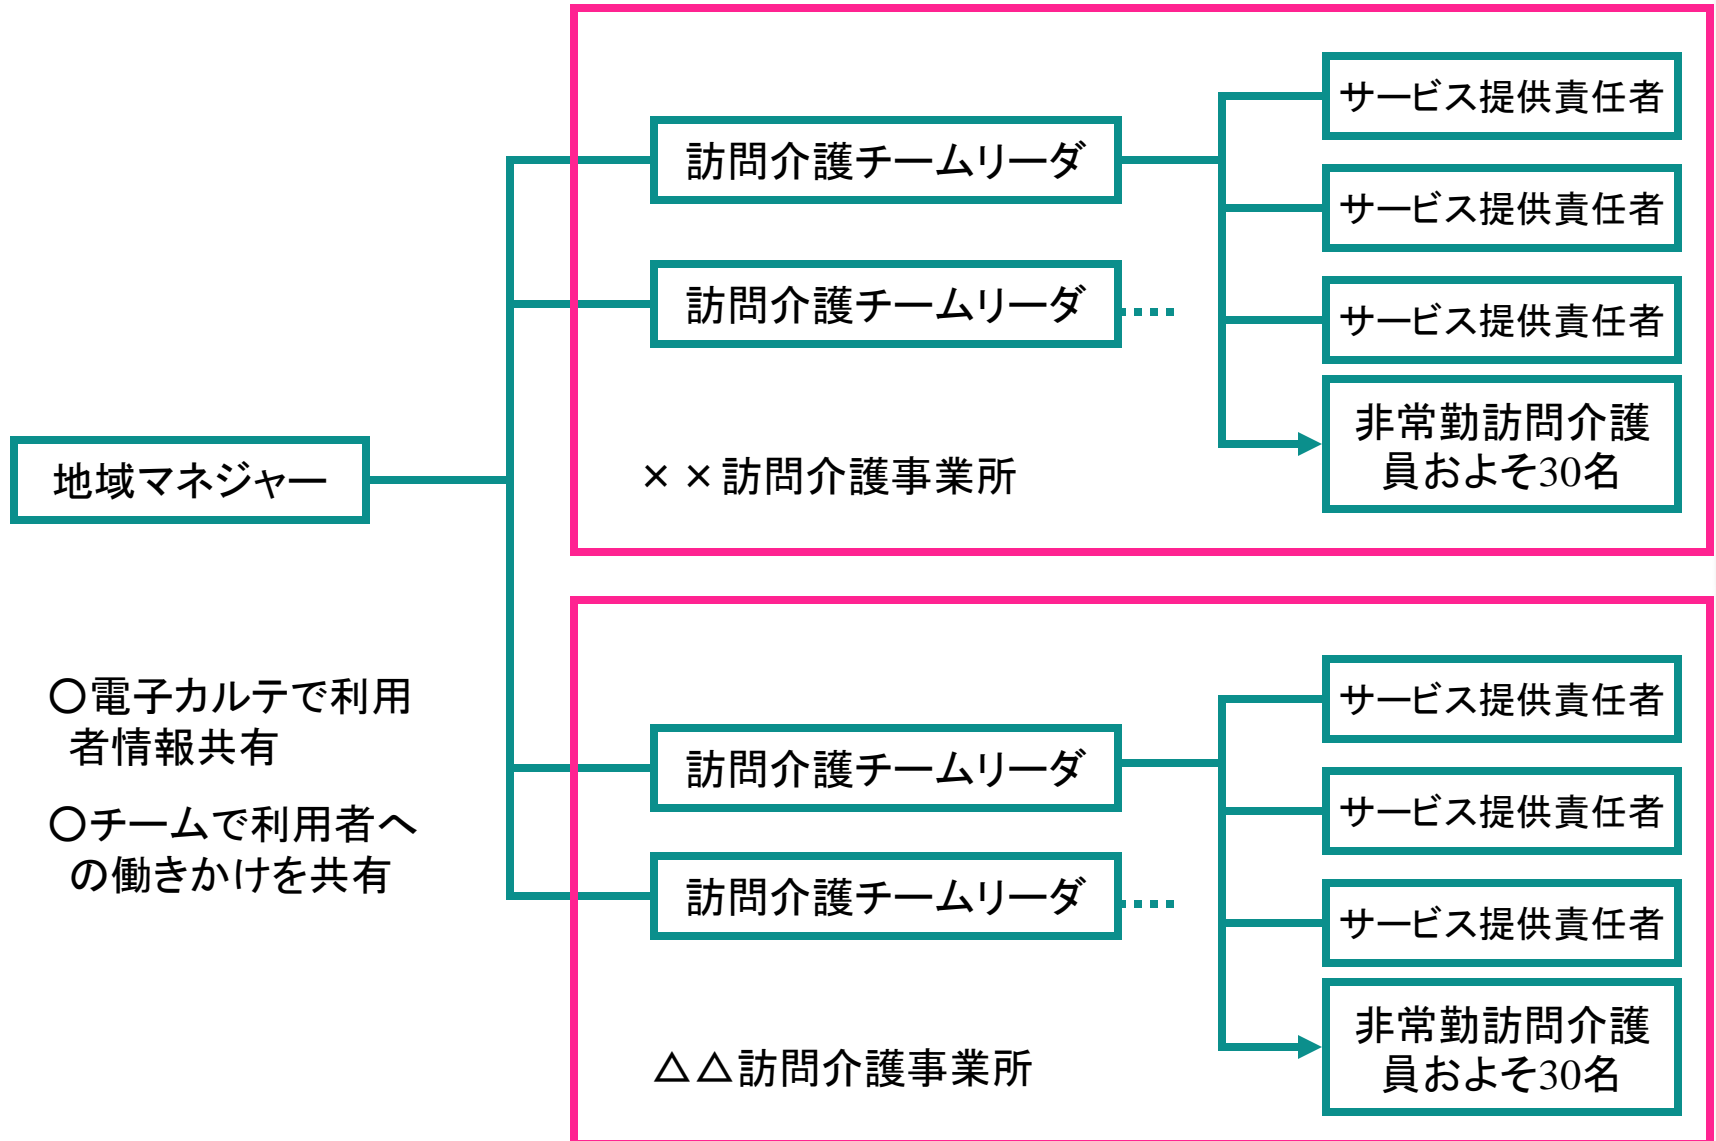 サービス提供責任者
訪問介護チームリーダ
サービス提供責任者
訪問介護チームリーダ
サービス提供責任者
非常勤訪問介護
員およそ30名
××訪問介護事業所
地域マネジャー
サービス提供責任者
〇電子カルテで利用
者情報共有
訪問介護チームリーダ
サービス提供責任者
〇チームで利用者へ
の働きかけを共有
訪問介護チームリーダ
サービス提供責任者
非常勤訪問介護
員およそ30名
△△訪問介護事業所